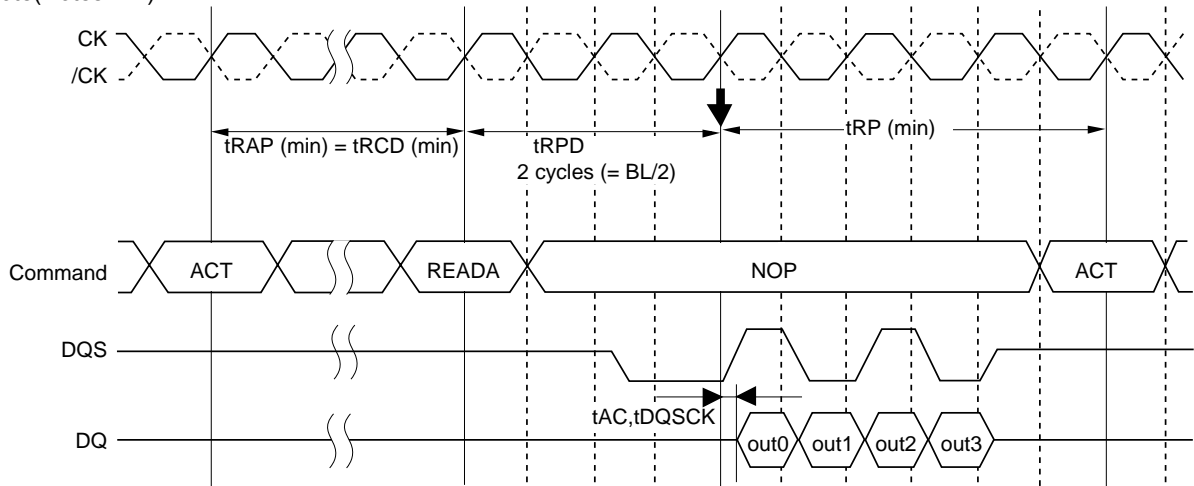 CK
/CK
tRAP (min) = tRCD (min)
tRPD
2 cycles (= BL/2)
tRP (min)
Command
ACT
READA
NOP
ACT
DQS
tAC,tDQSCK
DQ
out0
out1
out2
out3